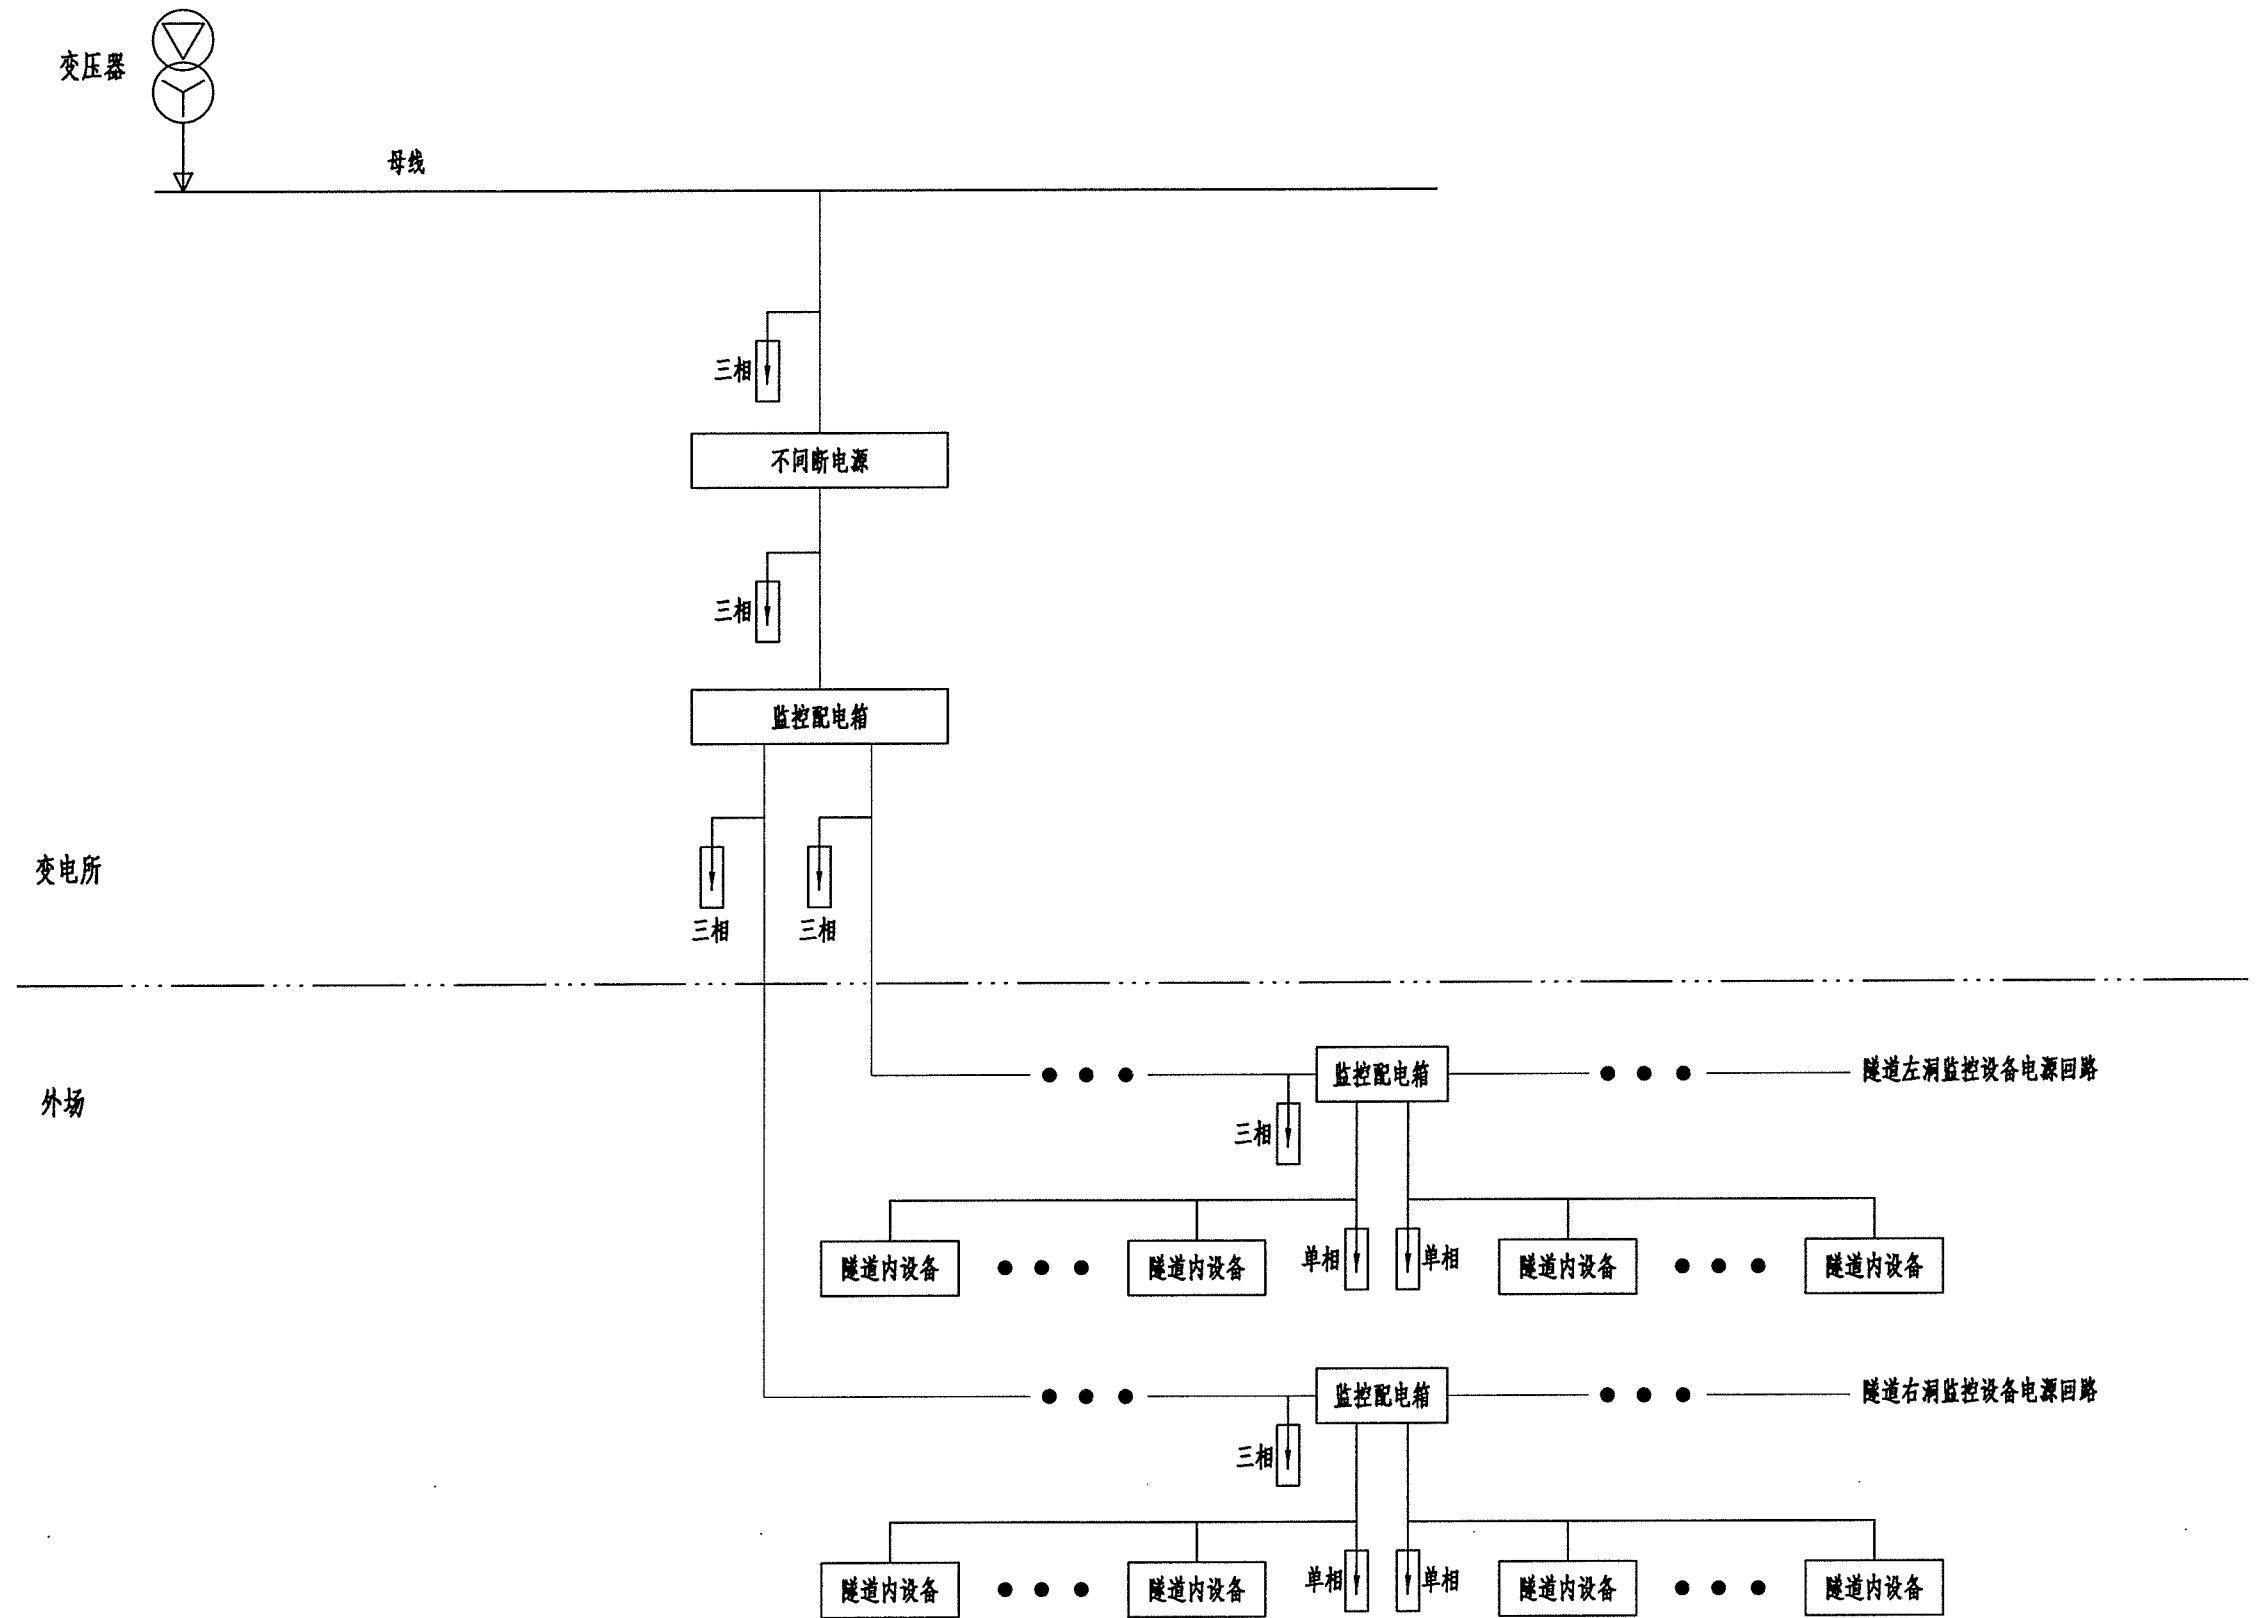 变压器
母线
三相
不间断电源
三相
监控配电箱
变电所
三相
三相
外场
监控配电箱
隧道左洞监控设备电源回路
三相
隧道内设备
隧道内设备
单相
单相
隧道内设备
隧道内设备
监控配电箱
隧道右洞监控设备电源回路
三相
隧道内设备
隧道内设备
单相
单相
隧道内设备
隧道内设备